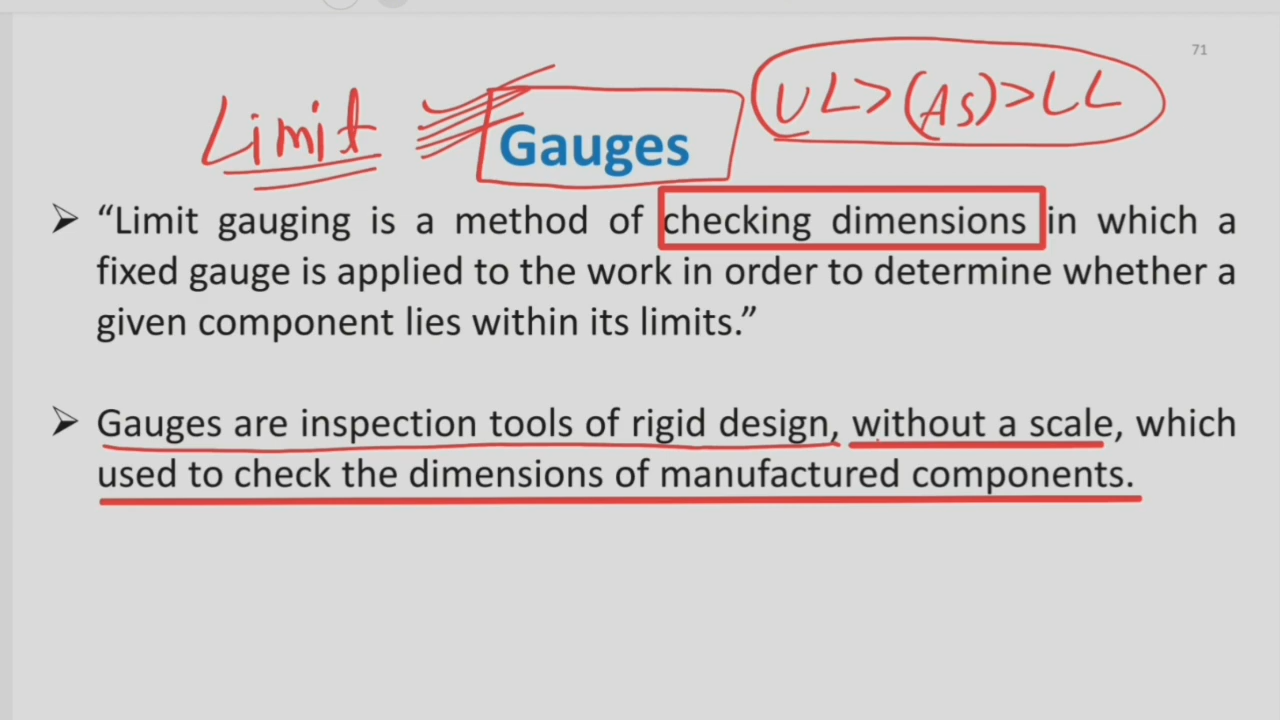 71
Limit Gauges UL>(As)>LL
➢ “Limit gauging is a method of checking dimensions in which a
fixed gauge is applied to the work in order to determine whether a
given component lies within its limits.”
➢ Gauges are inspection tools of rigid design, without a scale, which
used to check the dimensions of manufactured components.